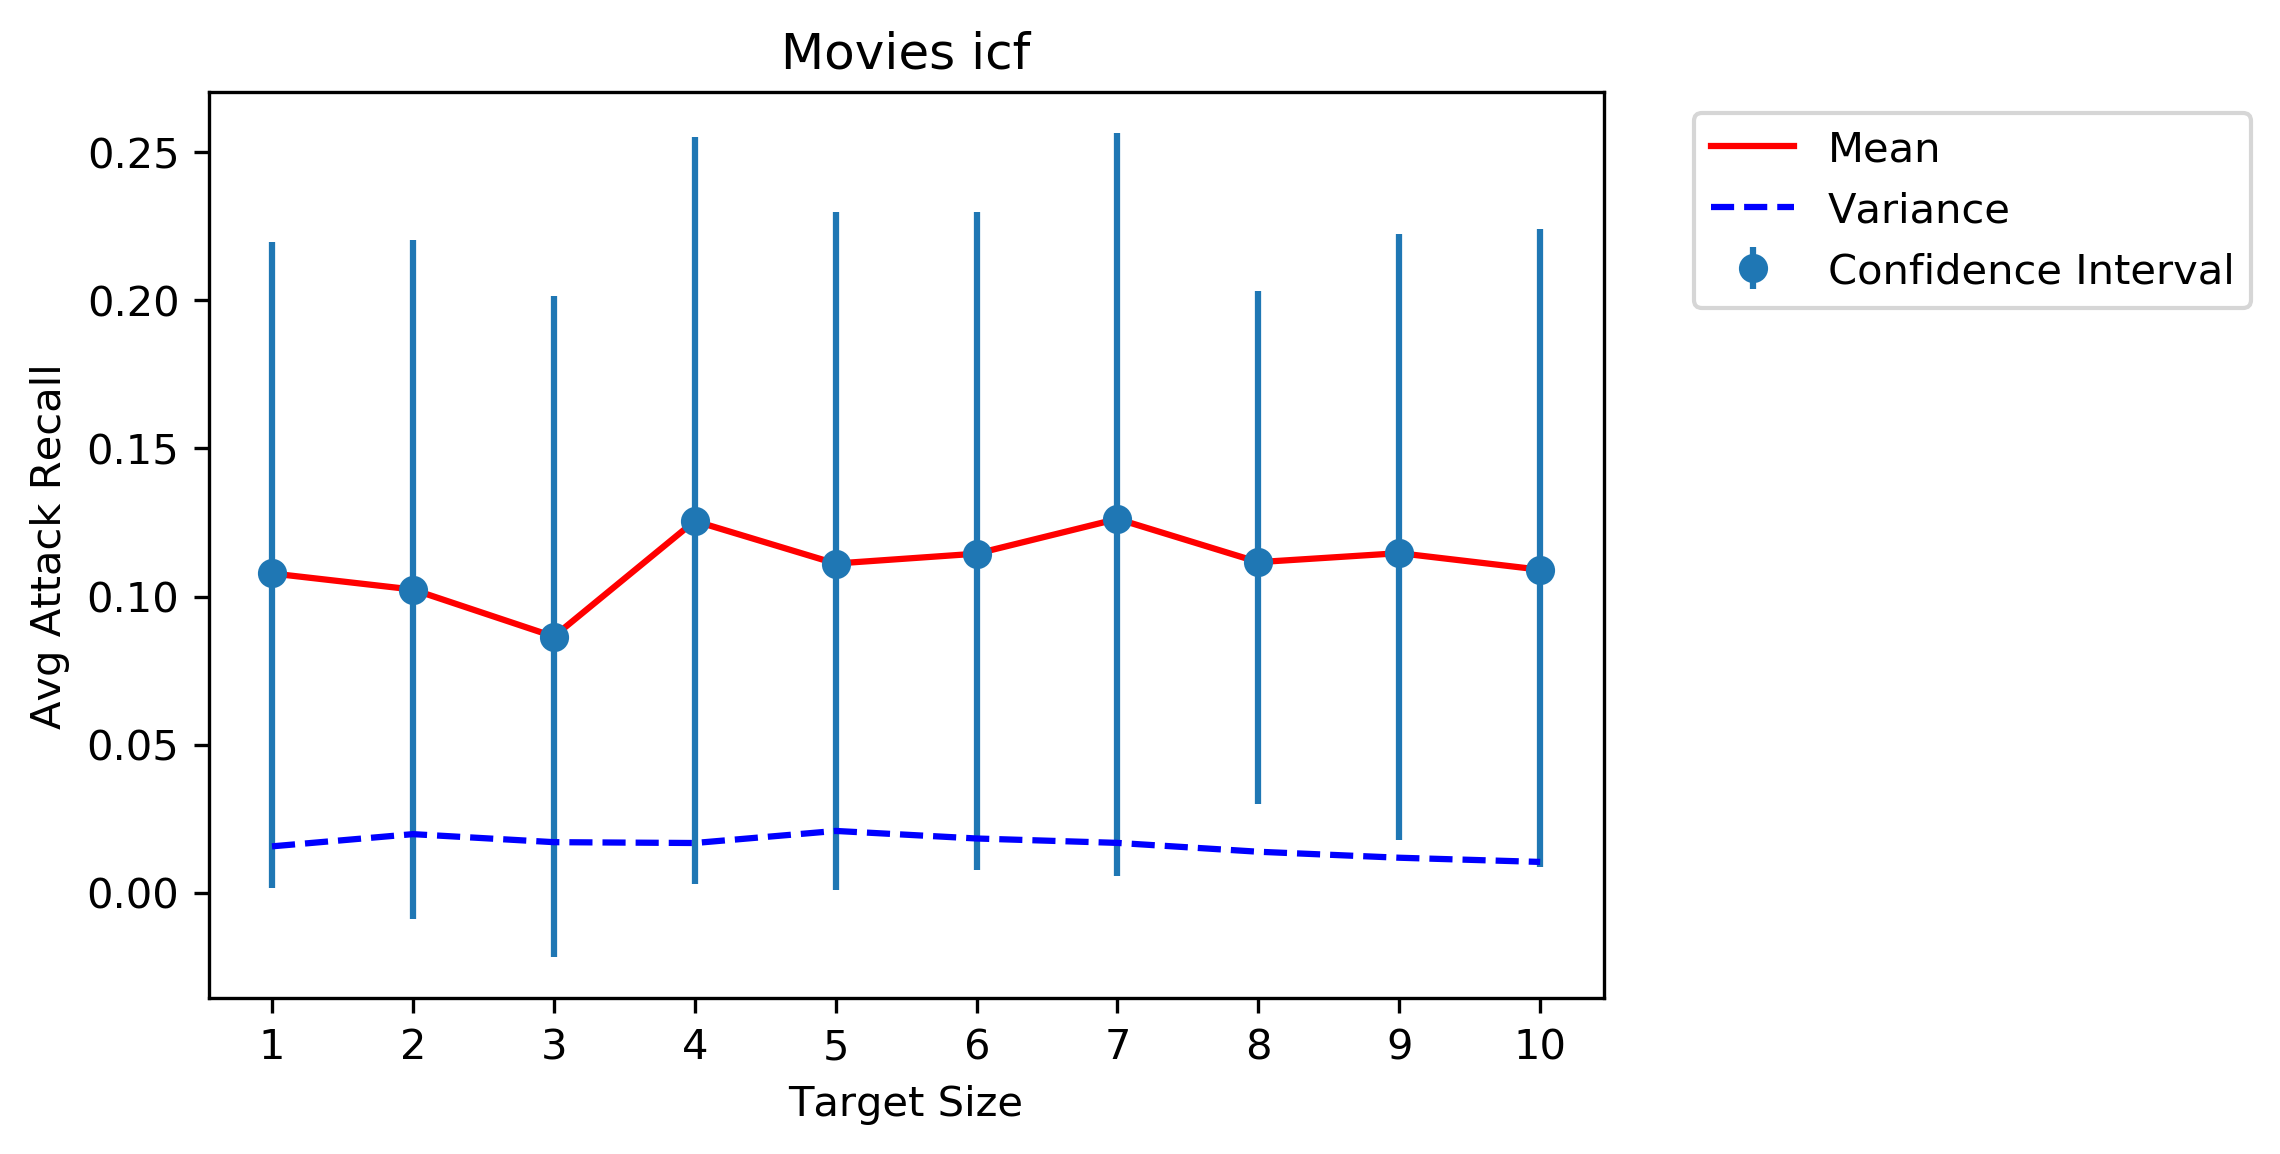 Movies icf
Avg Attack Recall
0.25
0.20
0.15
0.10
0.05
0.00
1 2 3 4 5 6 7 8 9 10
Target Size
Mean
Variance
Confidence Interval